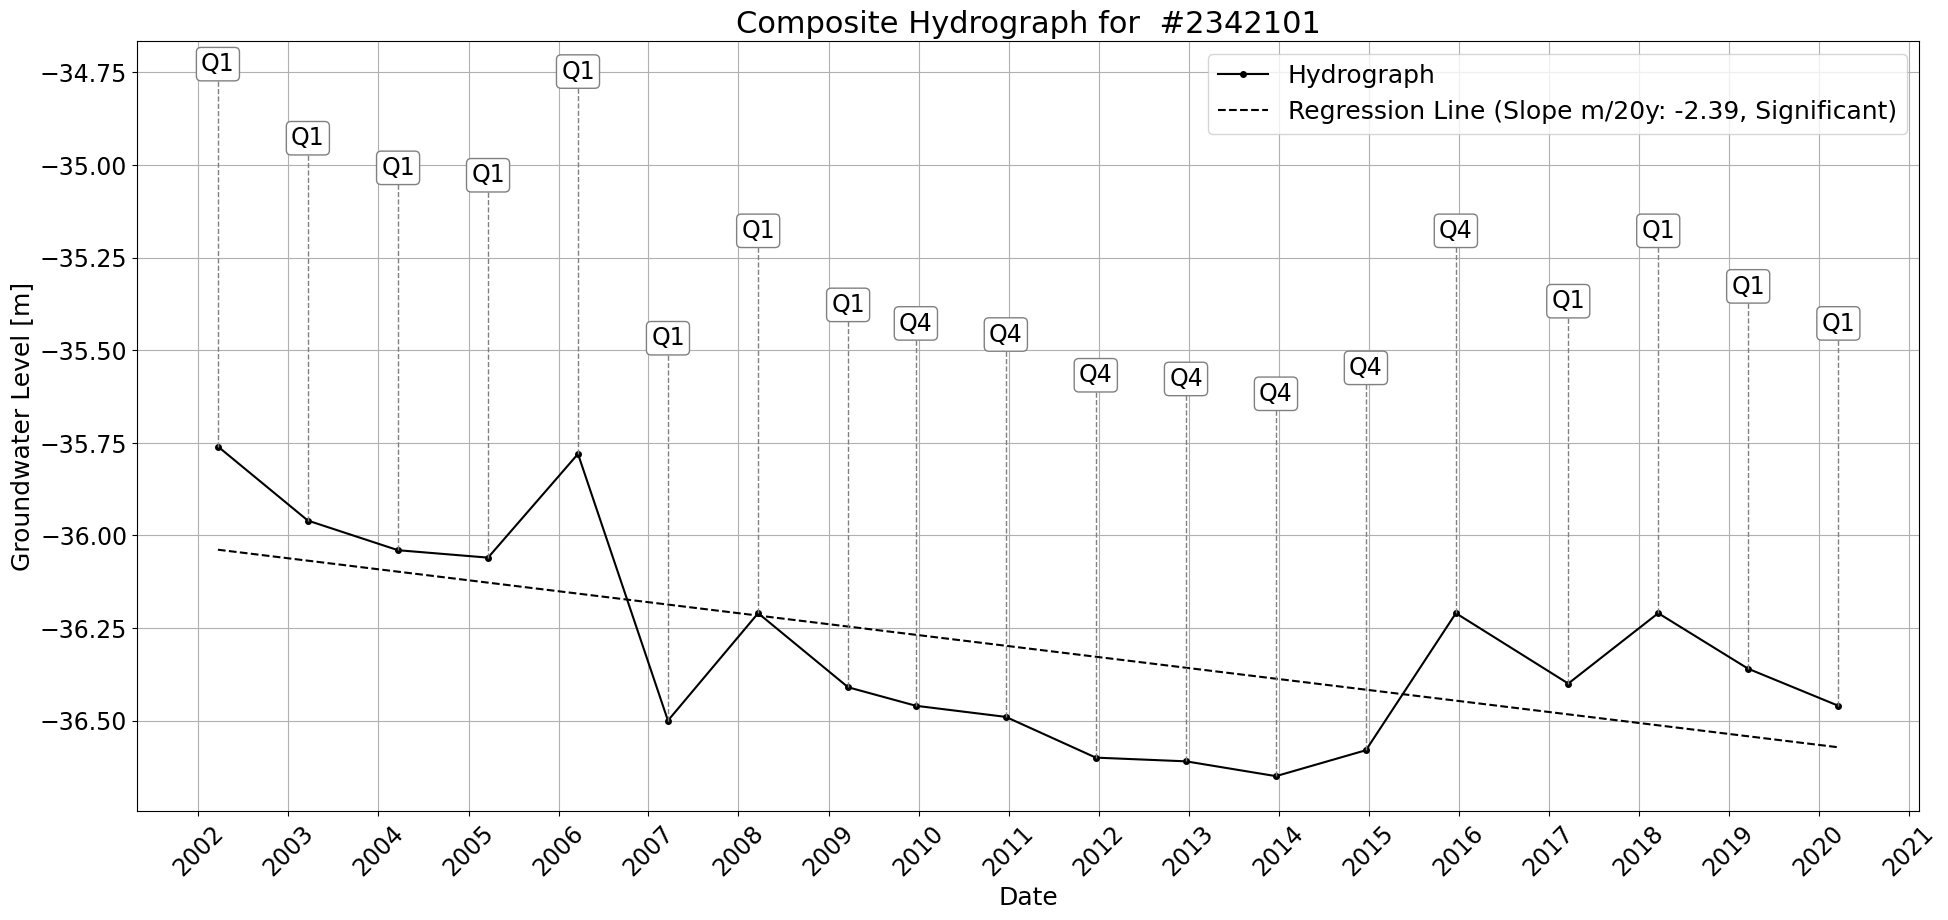 Composite Hydrograph for  #2342101
Hydrograph
Regression Line (Slope m/20y: -2.39, Significant)
Groundwater Level [m]
−34.75
−35.00
−35.25
−35.50
−35.75
−36.00
−36.25
−36.50
Q1
Q1
Q1
Q1
Q1
Q1
Q1
Q1
Q4
Q4
Q4
Q4
Q4
Q4
Q4
Q1
Q1
Q1
Q1
2002
2003
2004
2005
2006
2007
2008
2009
2010
2011
2012
2013
2014
2015
2016
2017
2018
2019
2020
2021
Date